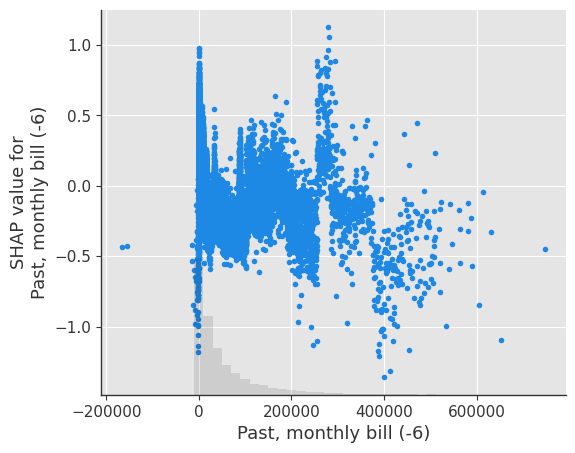 1.0
0.5
0.0
−0.5
−1.0
SHAP value for
Past, monthly bill (-6)
−200000 0 200000 400000 600000
Past, monthly bill (-6)